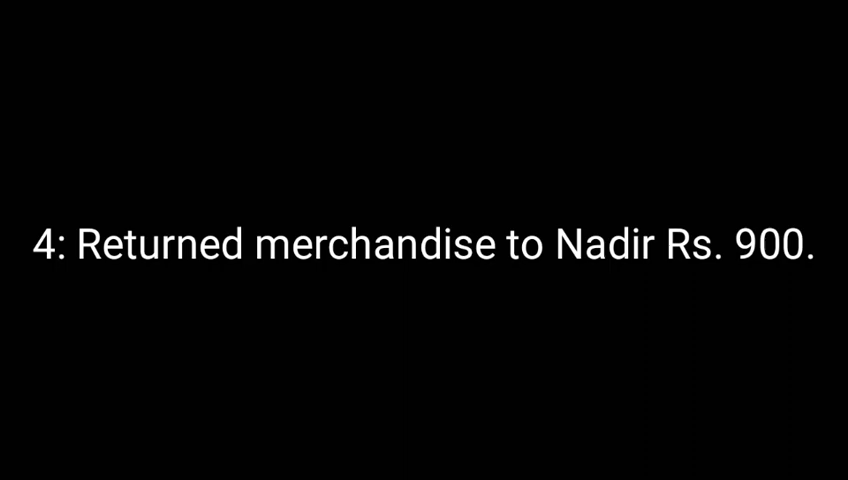 4: Returned merchandise to Nadir Rs. 900.